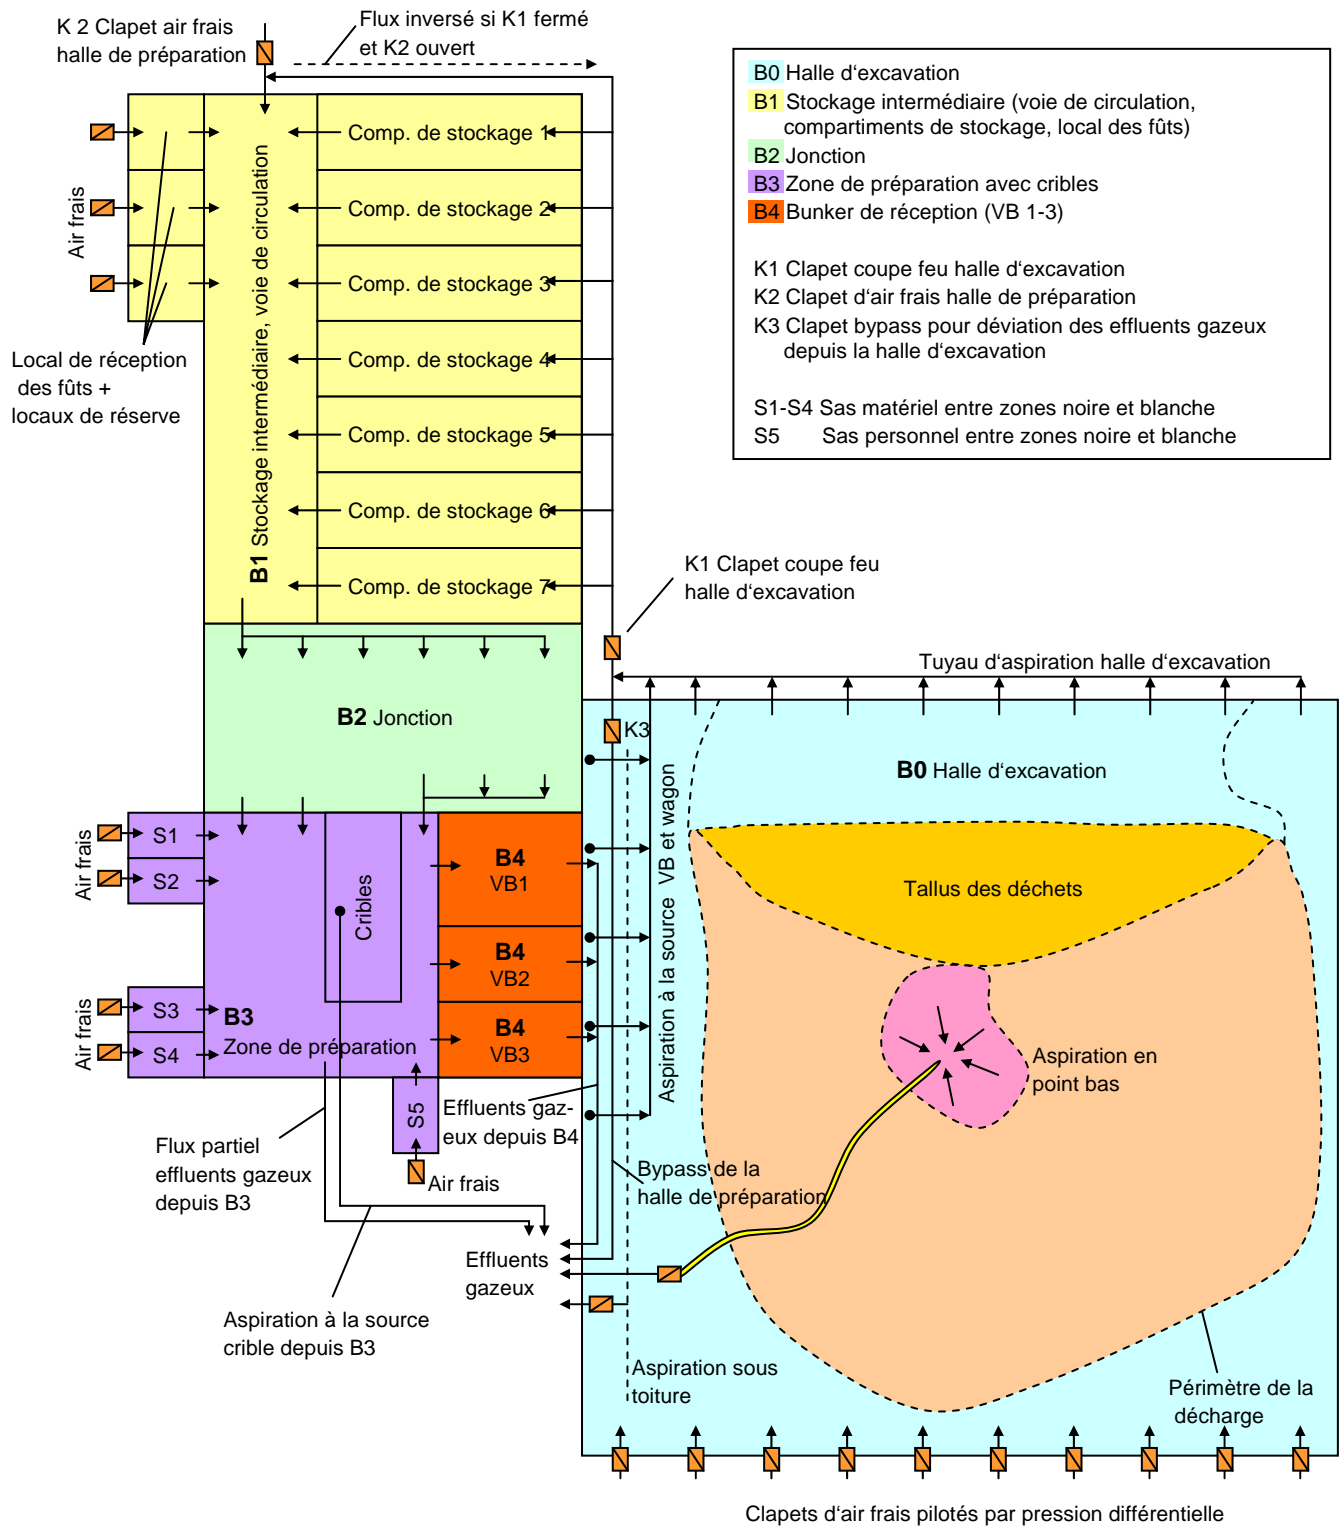 K 2 Clapet air frais
halle de préparation
Flux inversé si K1 fermé
et K2 ouvert
B0 Halle d‘excavation
B1 Stockage intermédiaire (voie de circulation,
compartiments de stockage, local des fûts)
B2 Jonction
B3 Zone de préparation avec cribles
B4 Bunker de réception (VB 1-3)
K1 Clapet coupe feu halle d‘excavation
K2 Clapet d‘air frais halle de préparation
K3 Clapet bypass pour déviation des effluents gazeux
depuis la halle d‘excavation
S1-S4 Sas matériel entre zones noire et blanche
S5 Sas personnel entre zones noire et blanche
Air frais
Local de réception
des fûts +
locaux de réserve
B1 Stockage intermédiaire, voie de circulation
Comp. de stockage 1
Comp. de stockage 2
Comp. de stockage 3
Comp. de stockage 4
Comp. de stockage 5
Comp. de stockage 6
Comp. de stockage 7
K1 Clapet coupe feu
halle d‘excavation
Tuyau d‘aspiration halle d‘excavation
B2 Jonction
K3
B0 Halle d‘excavation
Aspiration à la source VB et wagon
Tallus des déchets
Aspiration en
point bas
Air frais
S1
S2
Cribles
B4
VB1
B4
VB2
B4
VB3
Air frais
S3
S4
B3
Zone de préparation
S5
Air frais
Effluents gaz-
eux depuis B4
Flux partiel
effluents gazeux
depuis B3
Bypass de la
halle de préparation
Effluents
gazeux
Aspiration à la source
crible depuis B3
Aspiration sous
toiture
Périmètre de la
décharge
Clapets d‘air frais pilotés par pression différentielle